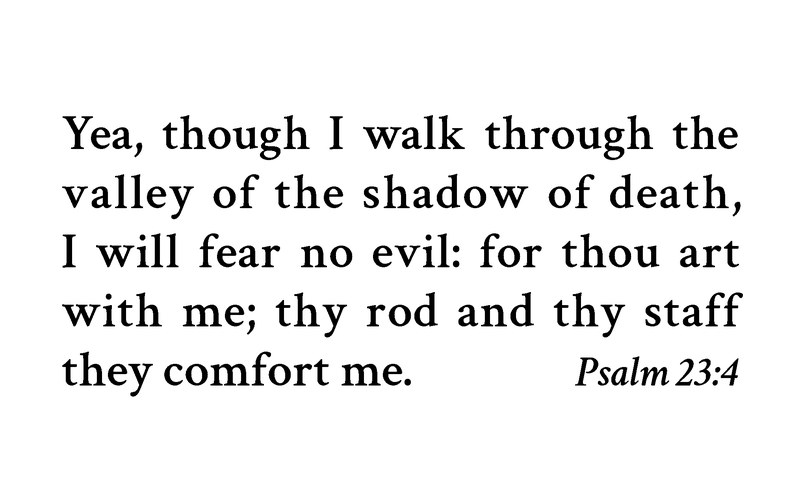 Yea, though I walk through the
valley of the shadow of death,
I will fear no evil: for thou art
with me; thy rod and thy staff
they comfort me. Psalm 23:4